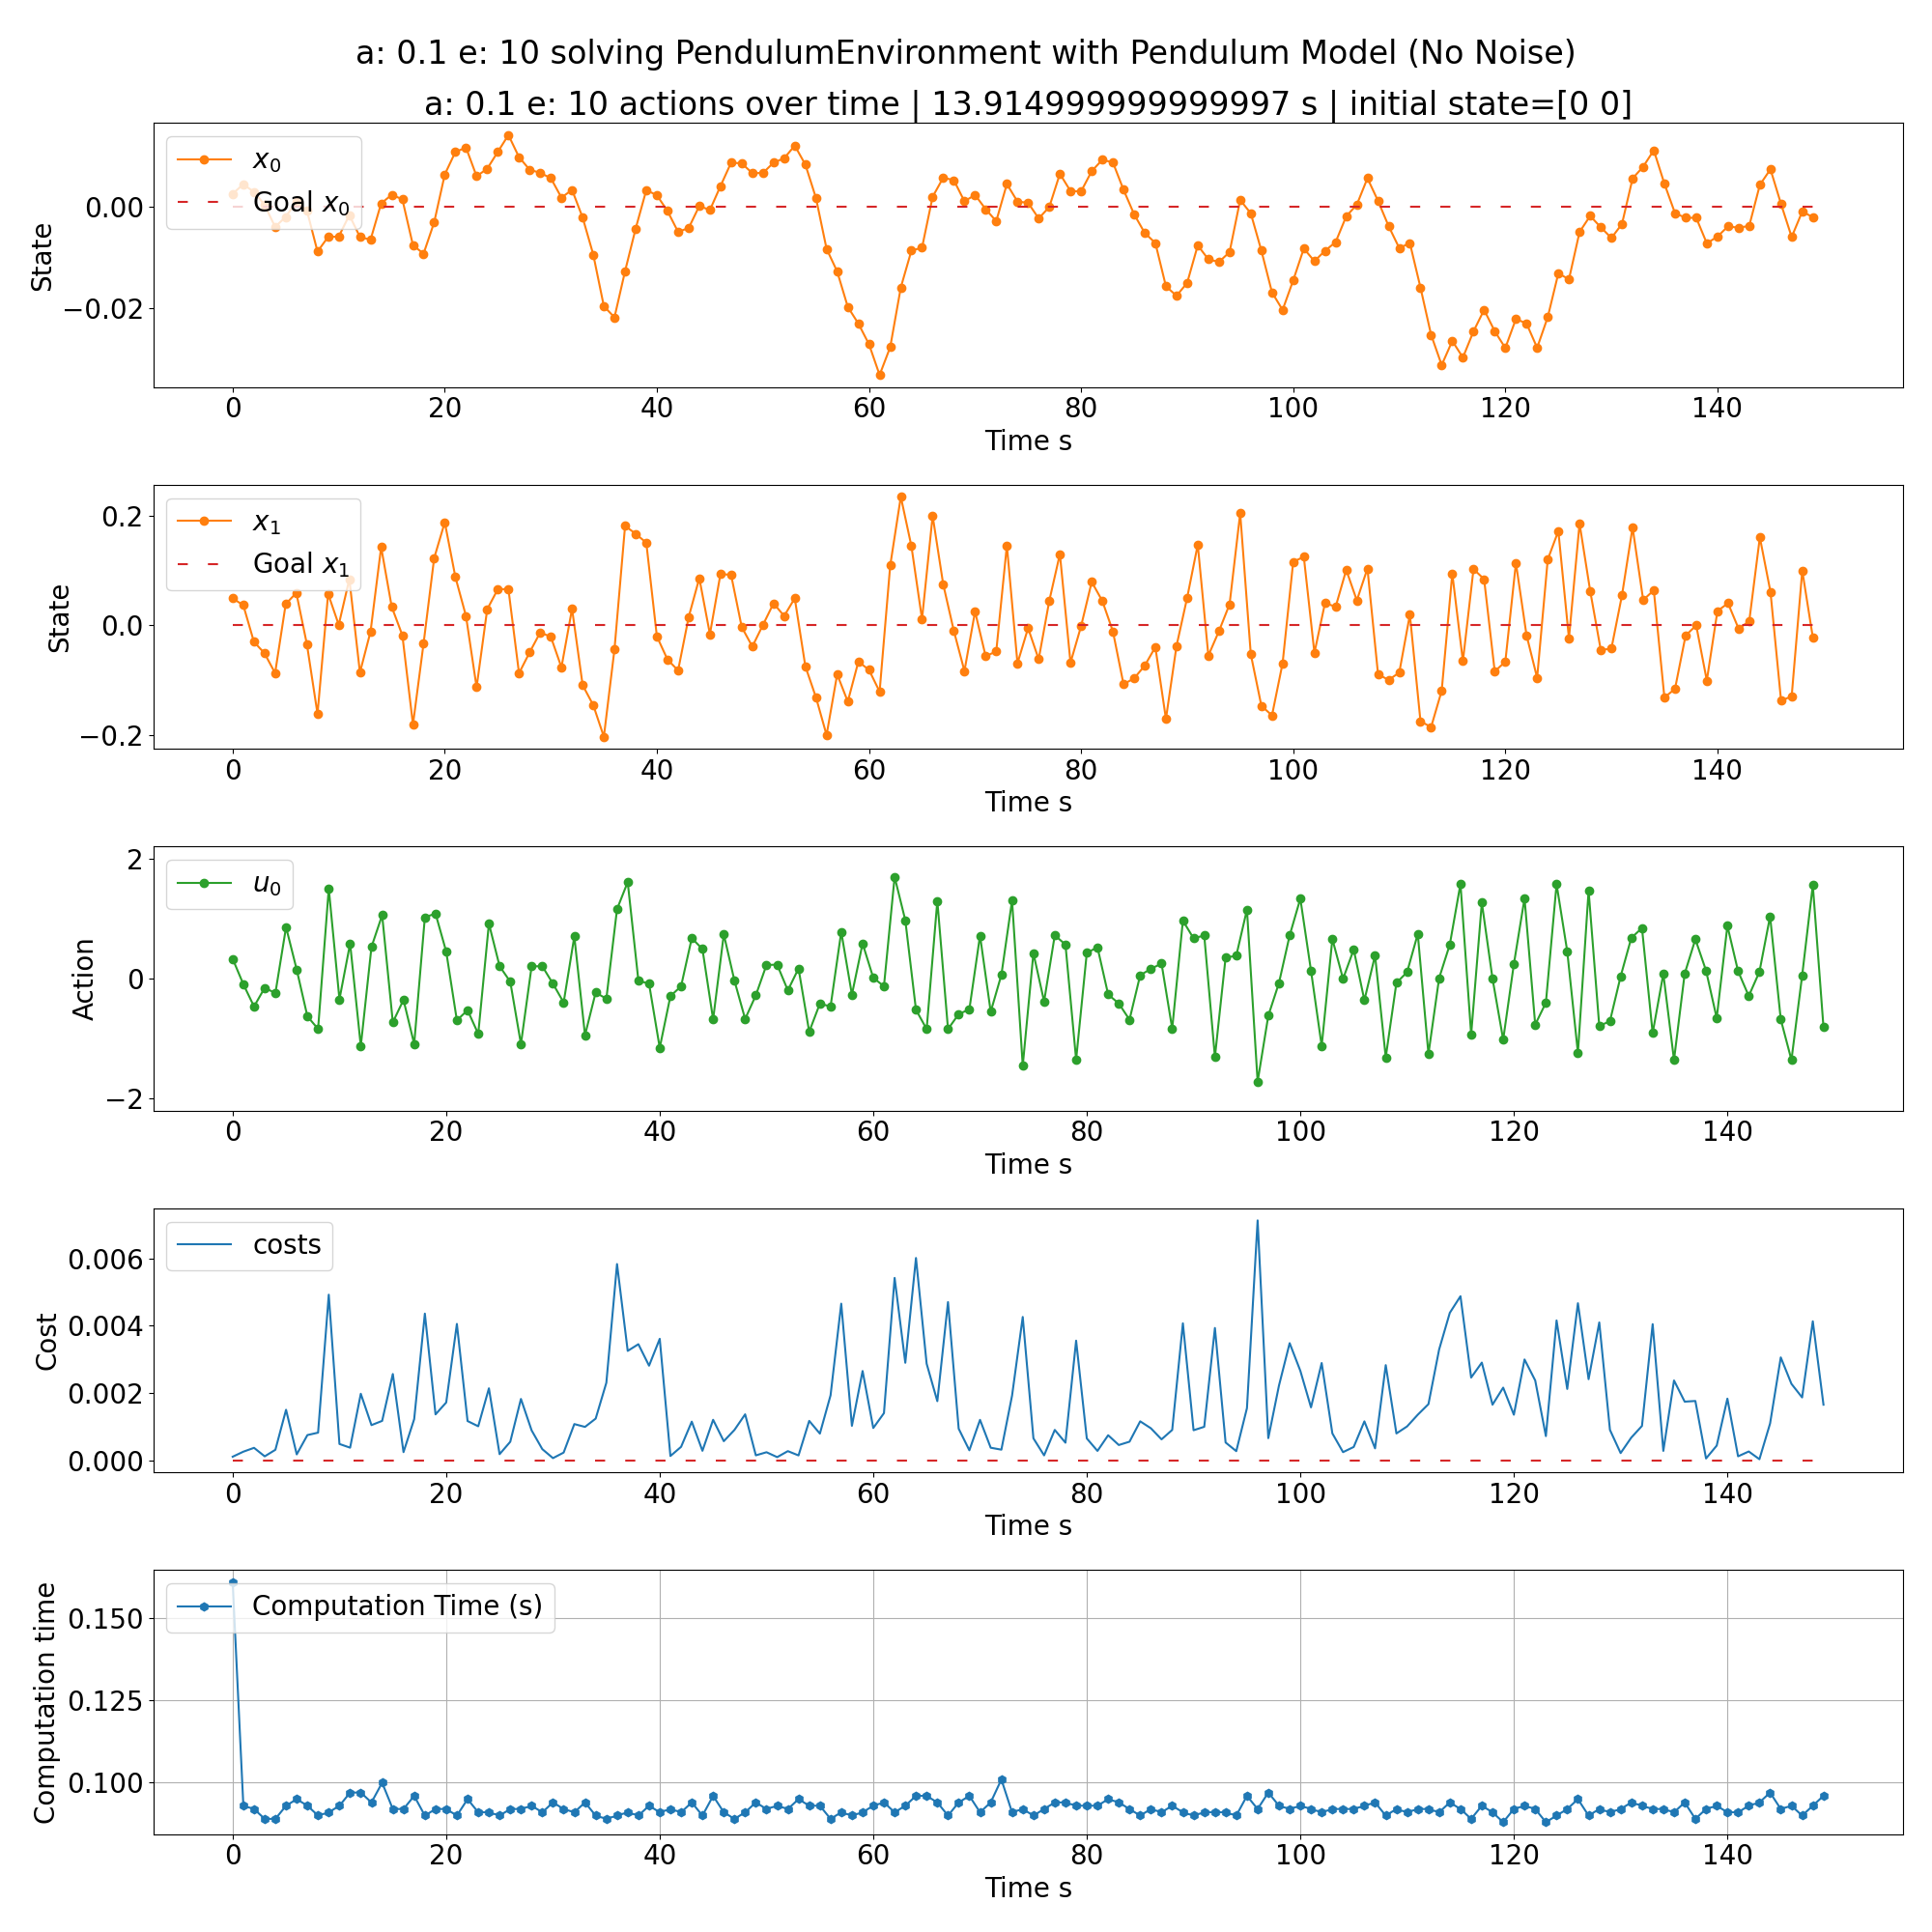 a: 0.1 e: 10 solving PendulumEnvironment with Pendulum Model (No Noise)
a: 0.1 e: 10 actions over time | 13.914999999999997 s | initial state=[0 0]
x₀
Goal x₀
0.00
−0.02
State
0 20 40 60 80 100 120 140
Time s
x₁
Goal x₁
0.2
0.0
−0.2
State
0 20 40 60 80 100 120 140
Time s
u₀
2
0
−2
Action
0 20 40 60 80 100 120 140
Time s
costs
0.006
0.004
0.002
0.000
Cost
0 20 40 60 80 100 120 140
Time s
Computation Time (s)
0.150
0.125
0.100
Computation time
0 20 40 60 80 100 120 140
Time s